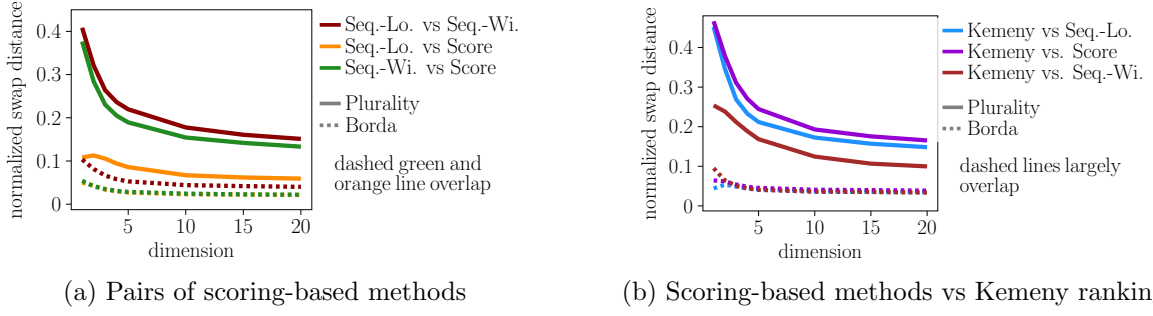 normalized swap distance
0.4
0.3
0.2
0.1
0
5
10
15
20
dimension
Seq.-Lo. vs Seq.-Wi.
Seq.-Lo. vs Score
Seq.-Wi. vs Score
Plurality
Borda
dashed green and
orange line overlap
(a) Pairs of scoring-based methods
normalized swap distance
0.4
0.3
0.2
0.1
0
5
10
15
20
dimension
Kemeny vs Seq.-Lo.
Kemeny vs. Score
Kemeny vs. Seq.-Wi.
Plurality
Borda
dashed lines largely
overlap
(b) Scoring-based methods vs Kemeny rankin